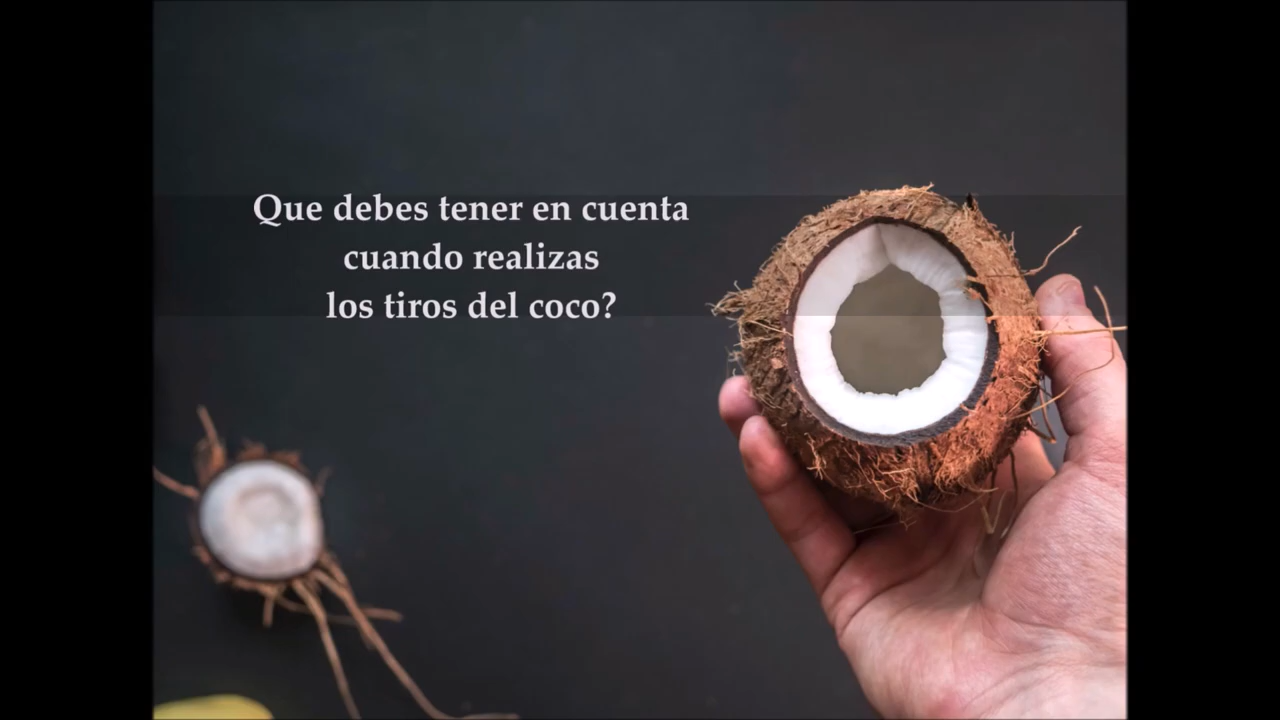 Que debes tener en cuenta
cuando realizas
los tiros del coco?